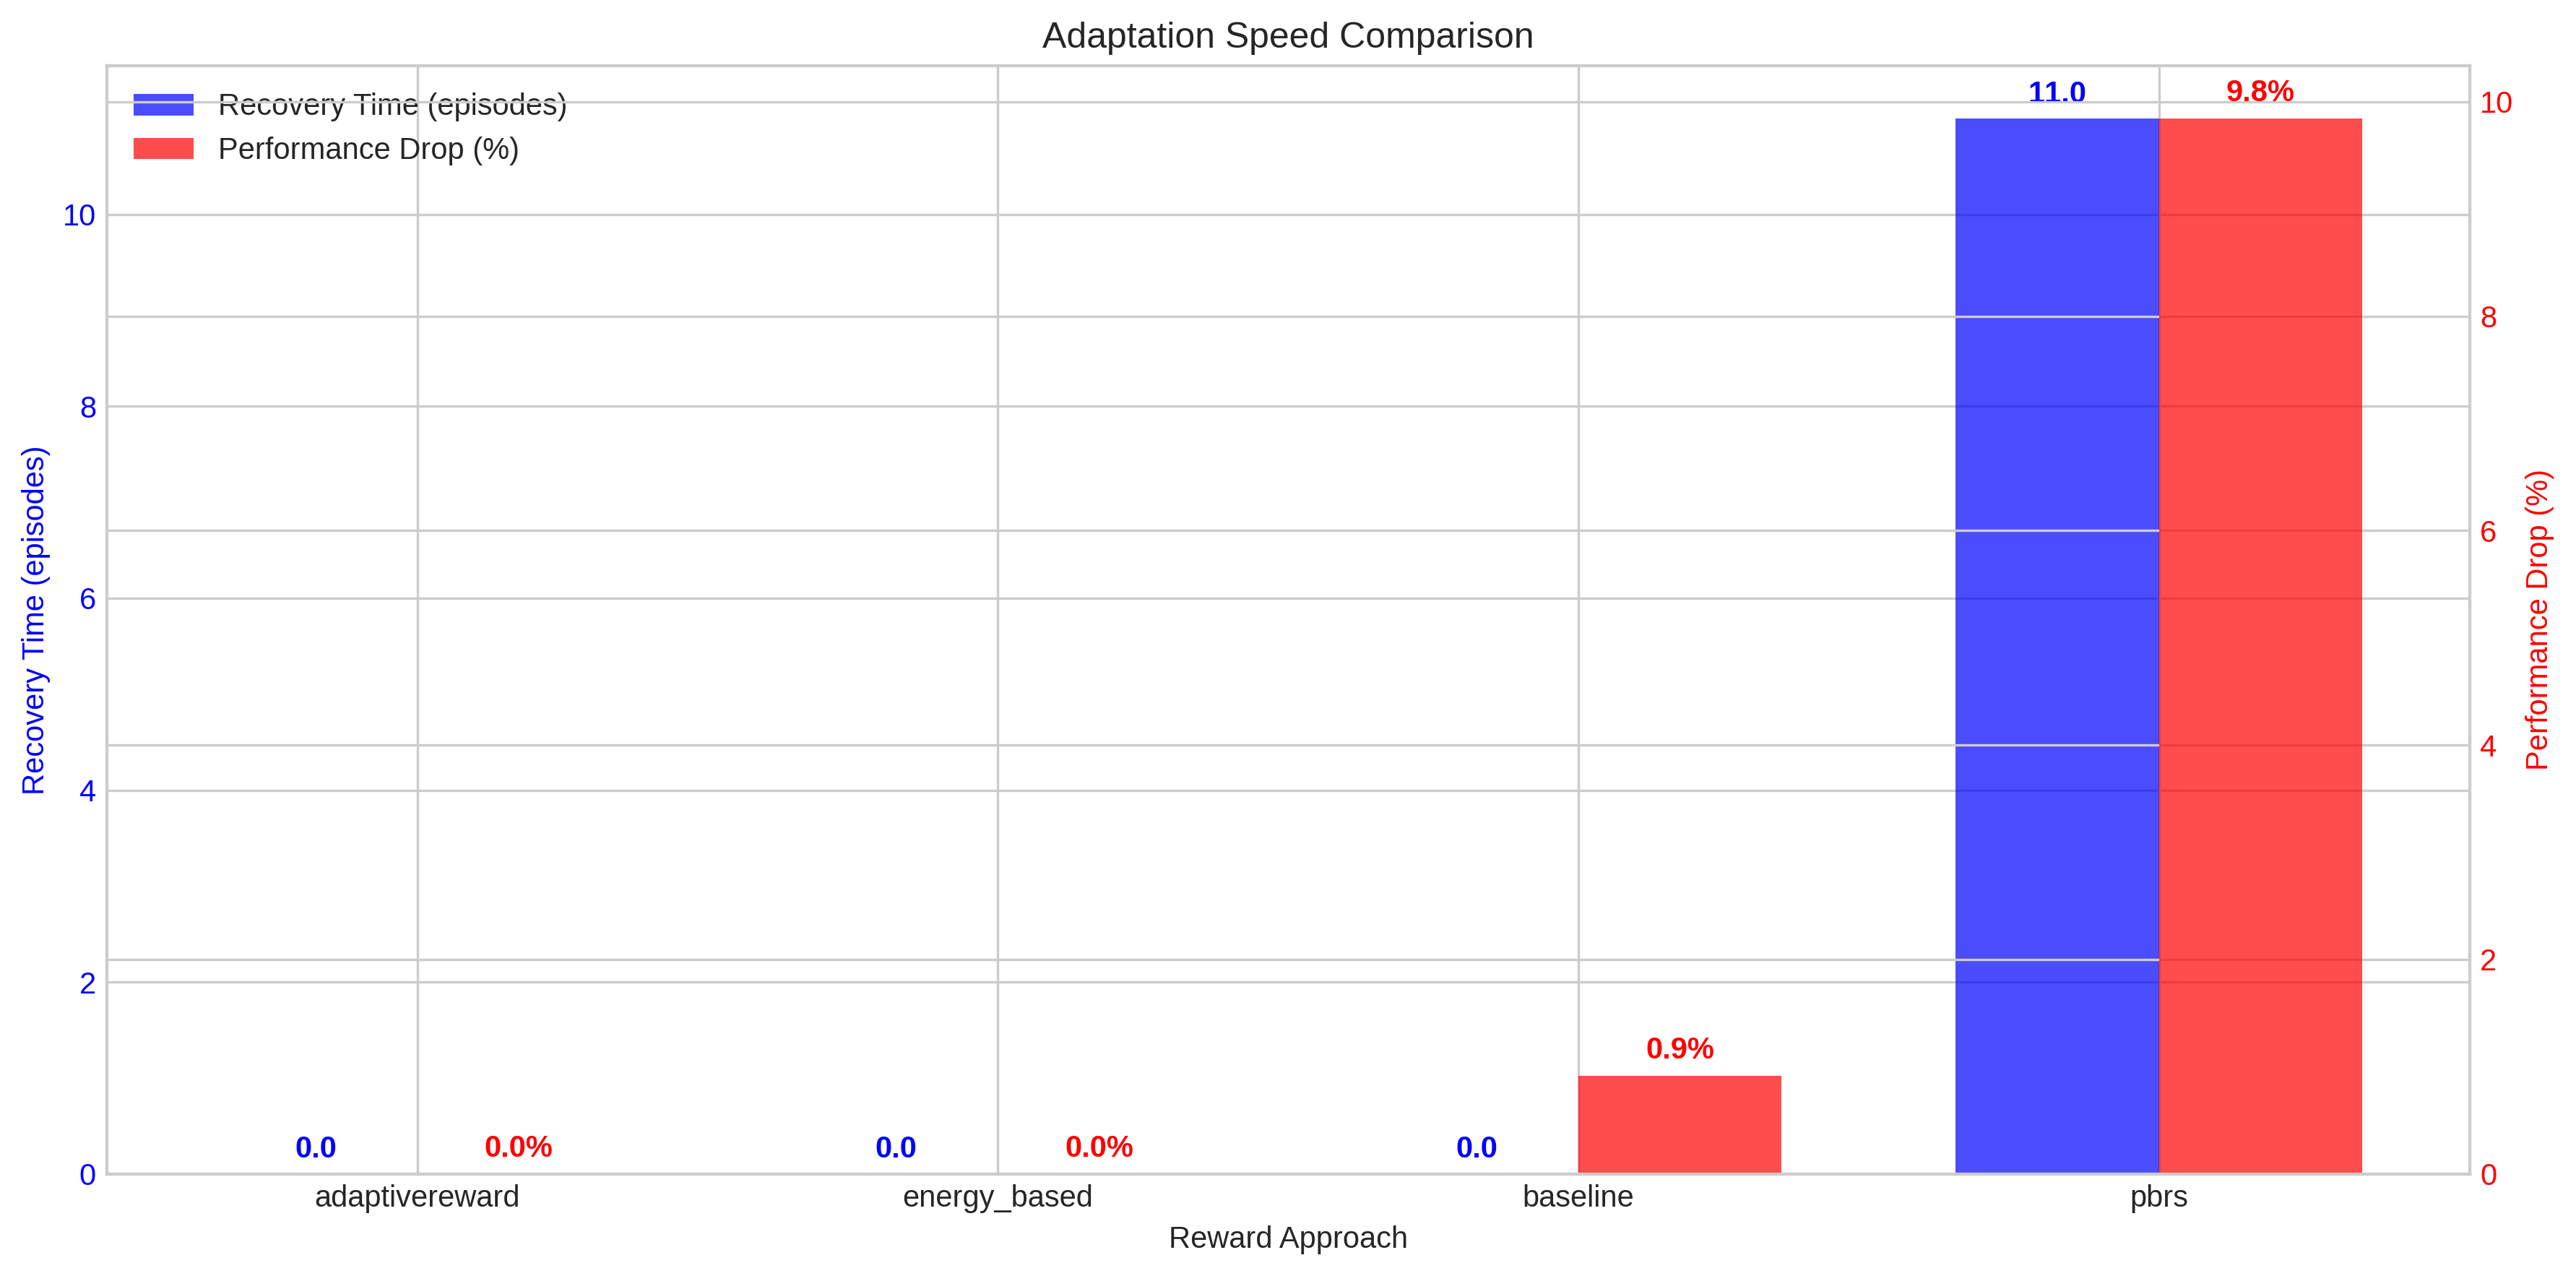 Adaptation Speed Comparison
Recovery Time (episodes)
Performance Drop (%)
11.0
9.8%
10
8
6
4
2
0
Recovery Time (episodes)
10
8
6
4
2
0
Performance Drop (%)
0.0
0.0%
0.0
0.0%
0.0
0.9%
adaptivereward
energy_based
baseline
pbrs
Reward Approach